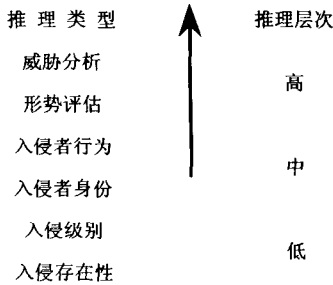 推理类型 推理层次
威胁分析
高
形势评估
入侵者行为
中
入侵者身份
入侵级别
低
入侵存在性